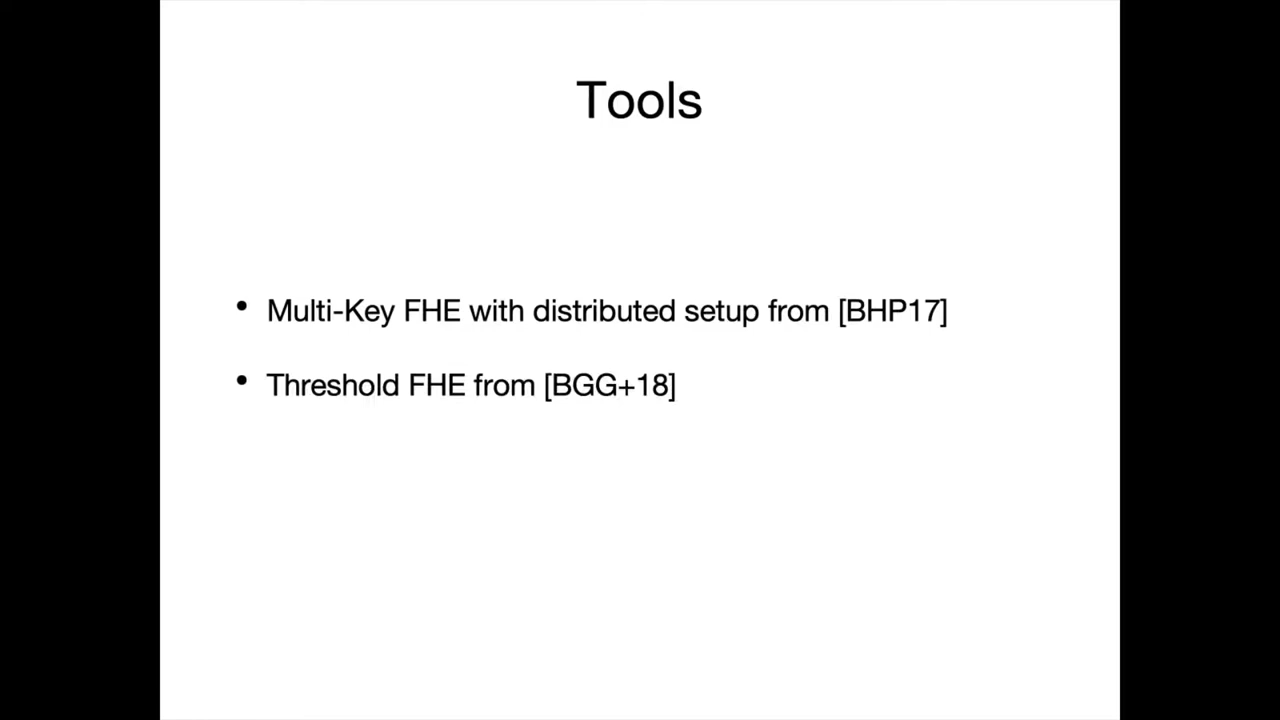 Tools
• Multi-Key FHE with distributed setup from [BHP17]
• Threshold FHE from [BGG+18]